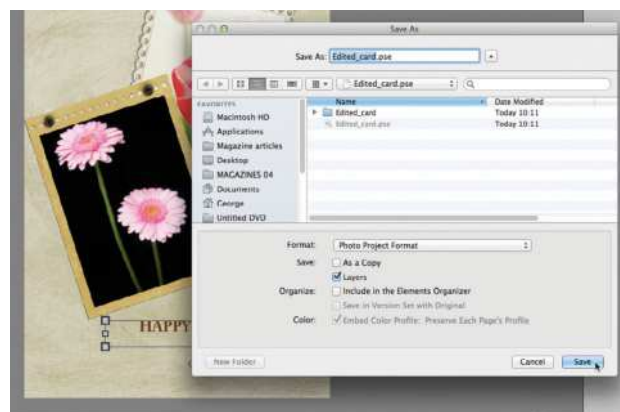 Save As
Save As: Edited_card.pse
Edited_card.pse
FAVORITES
Name
Date Modified
Macintosh HD
Edited_card
Today 10:11
Applications
Edited_card.pse
Today 10:11
Magazine articles
Desktop
MAGAZINES 04
Documents
George
Untitled DVD
Format: Photo Project Format
Save: As a Copy
Layers
Organize: Include in the Elements Organizer
Save in Version Set with Original
Color: Embed Color Profile: Preserve Each Page's Profile
HAPPY
New Folder
Cancel
Save